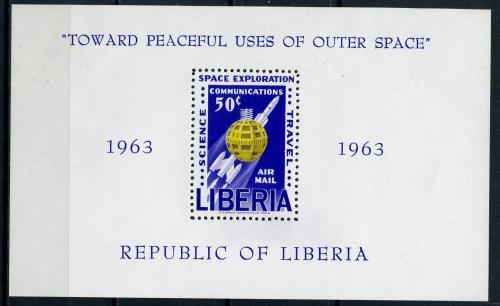 "TOWARD PEACEFUL USES OF OUTER SPACE"
SPACE EXPLORATION
COMMUNICATIONS
50¢
SCIENCE
TRAVEL
1963
1963
AIR
MAIL
LIBERIA
REPUBLIC OF LIBERIA